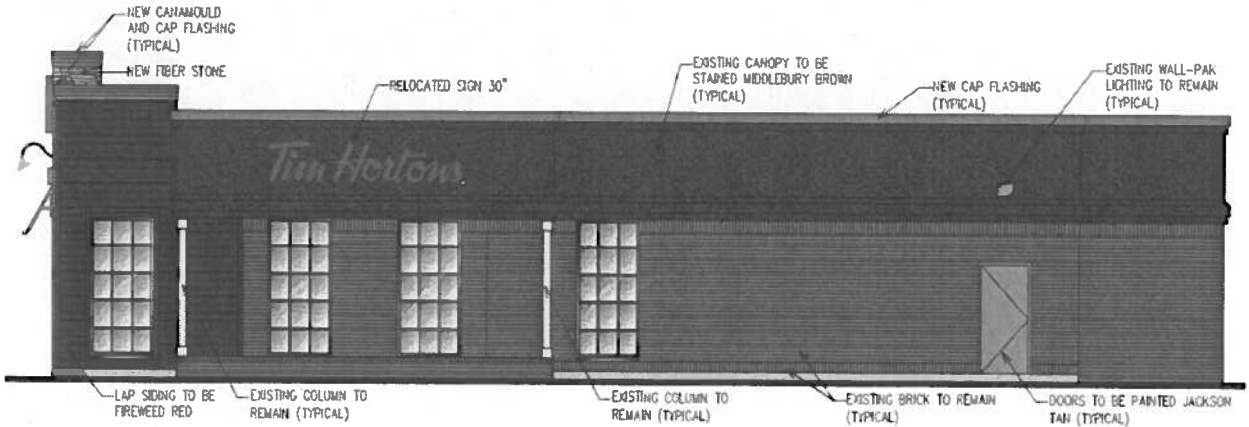 NEW CANAMOULD
AND CAP FLASHING
(TYPICAL)
NEW FIBER STONE
RELOCATED SIGN 30"
EXISTING CANOPY TO BE
STAINED MIDDLEBURY BROWN
(TYPICAL)
NEW CAP FLASHING
(TYPICAL)
EXISTING WALL-PAK
LIGHTING TO REMAIN
(TYPICAL)
Tim Hortons
LAP SIDING TO BE
FIREWEED RED
EXISTING COLUMN TO
REMAIN (TYPICAL)
EXISTING COLUMN TO
REMAIN (TYPICAL)
EXISTING BRICK TO REMAIN
(TYPICAL)
DOORS TO BE PAINTED JACKSON
TAN (TYPICAL)